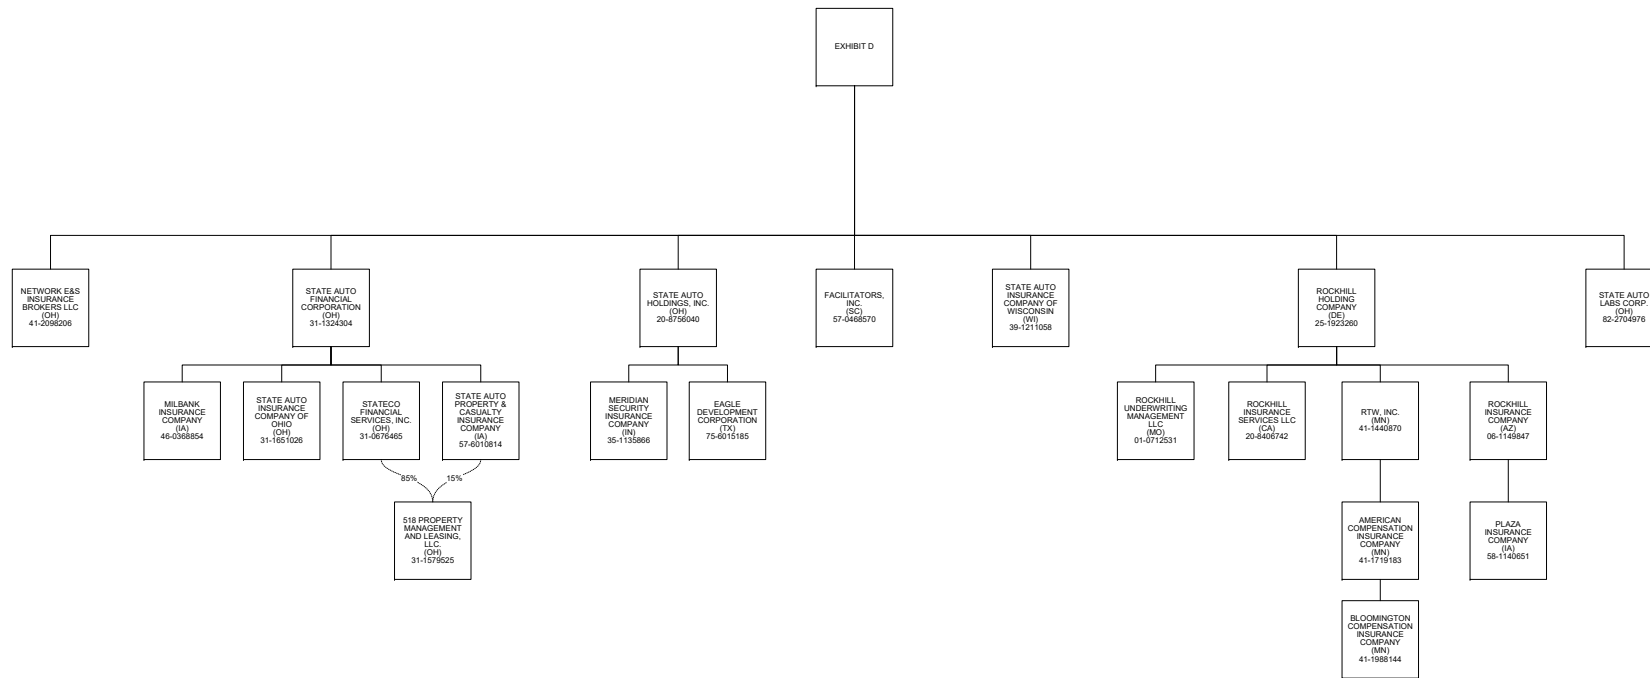 EXHIBIT D
NETWORK E&S
INSURANCE
BROKERS LLC
(OH)
41-2098206
STATE AUTO
FINANCIAL
CORPORATION
(OH)
31-1324304
STATE AUTO
HOLDINGS, INC.
(OH)
20-8756040
FACILITATORS,
INC.
(SC)
57-0468570
STATE AUTO
INSURANCE
COMPANY OF
WISCONSIN
(WI)
39-1211058
ROCKHILL
HOLDING
COMPANY
(DE)
25-1923260
STATE AUTO
LABS CORP.
(OH)
82-2704976
MILBANK
INSURANCE
COMPANY
(IA)
46-0368854
STATE AUTO
INSURANCE
COMPANY OF
OHIO
(OH)
31-1651026
STATECO
FINANCIAL
SERVICES, INC.
(OH)
31-0676465
STATE AUTO
PROPERTY &
CASUALTY
INSURANCE
COMPANY
(IA)
57-6010814
MERIDIAN
SECURITY
INSURANCE
COMPANY
(IN)
35-1135866
EAGLE
DEVELOPMENT
CORPORATION
(TX)
75-6015185
ROCKHILL
UNDERWRITING
MANAGEMENT
LLC
(MO)
01-0712531
ROCKHILL
INSURANCE
SERVICES LLC
(CA)
20-8406742
RTW, INC.
(MN)
41-1440870
ROCKHILL
INSURANCE
COMPANY
(AZ)
06-1149847
85%
15%
518 PROPERTY
MANAGEMENT
AND LEASING,
LLC.
(OH)
31-1579525
AMERICAN
COMPENSATION
INSURANCE
COMPANY
(MN)
41-1719183
PLAZA
INSURANCE
COMPANY
(IA)
58-1140651
BLOOMINGTON
COMPENSATION
INSURANCE
COMPANY
(MN)
41-1988144